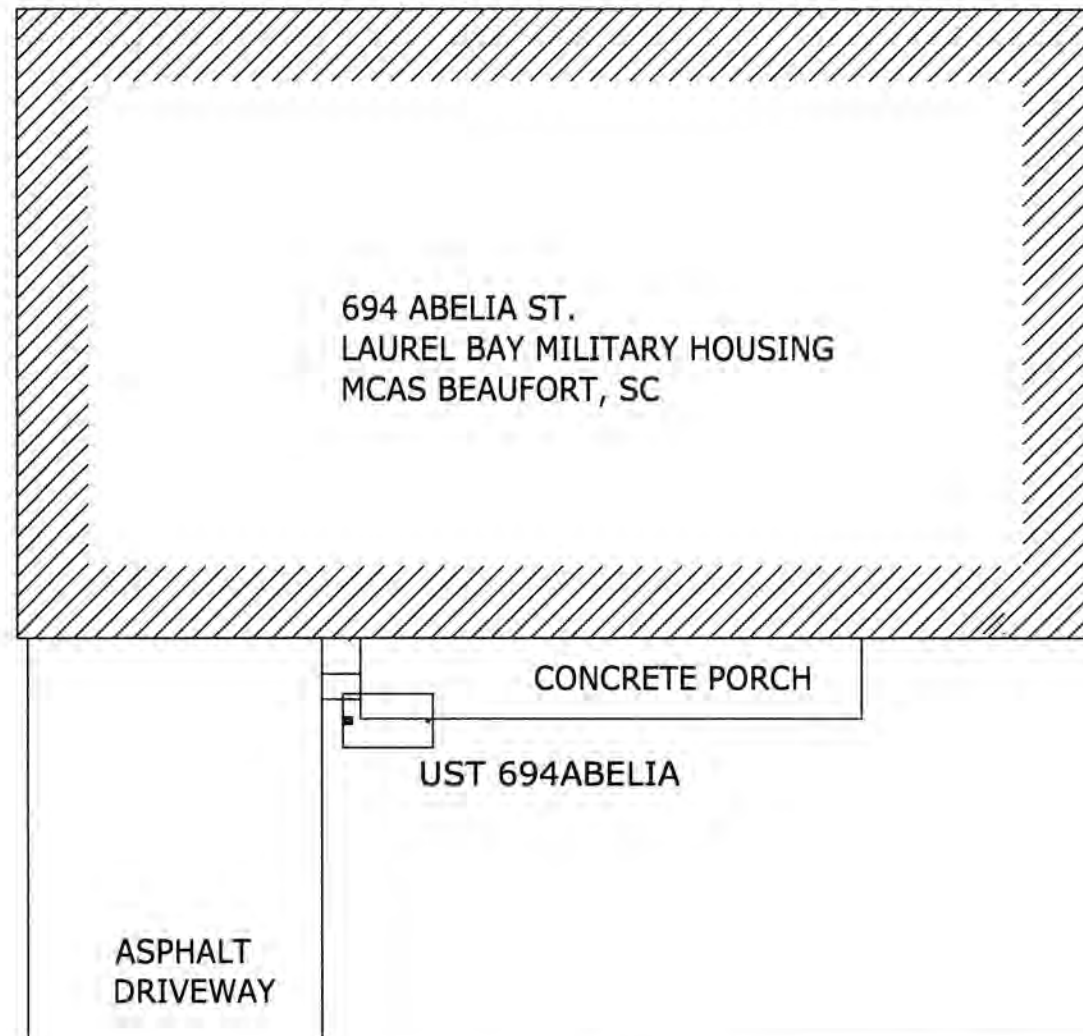 694 ABELIA ST.
LAUREL BAY MILITARY HOUSING
MCAS BEAUFORT, SC
CONCRETE PORCH
UST 694ABELIA
ASPHALT
DRIVEWAY